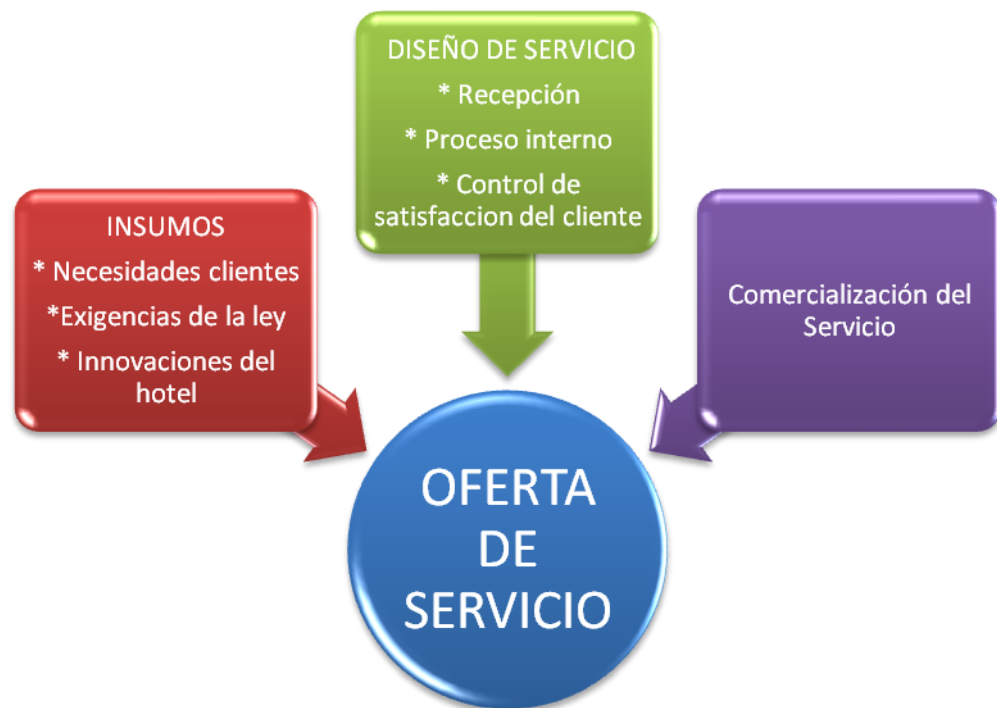 DISEÑO DE SERVICIO
* Recepción
* Proceso interno
* Control de
satisfaccion del cliente
INSUMOS
* Necesidades clientes
*Exigencias de la ley
* Innovaciones del
hotel
Comercialización del
Servicio
OFERTA
DE
SERVICIO